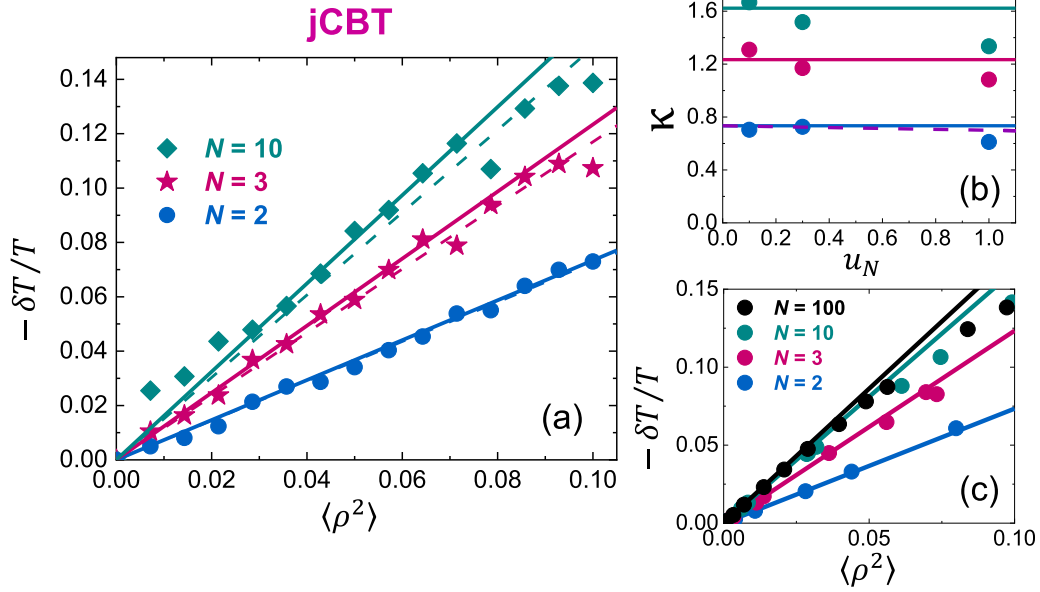 jCBT
− δT/T
0.14
0.12
0.10
0.08
0.06
0.04
0.02
0.00
N = 10
N = 3
N = 2
(a)
0.00 0.02 0.04 0.06 0.08 0.10
⟨ρ²⟩
κ
1.6
1.2
0.8
0.4
0.0
(b)
0.0 0.2 0.4 0.6 0.8 1.0
u_N
− δT/T
0.15
0.10
0.05
0.00
N = 100
N = 10
N = 3
N = 2
(c)
0.00 0.05 0.10
⟨ρ²⟩